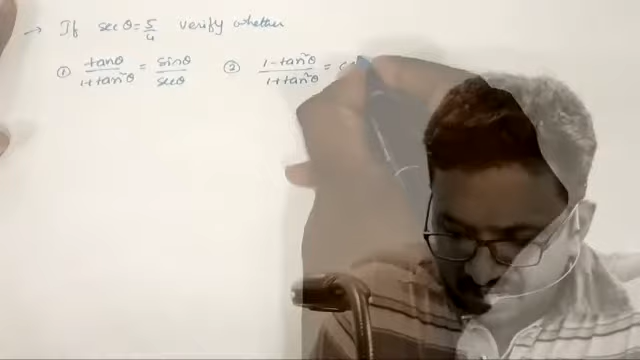 → If secθ = 5/4 verify whether
① tanθ/1+tan²θ = sinθ/secθ ② 1-tan²θ/1+tan²θ =